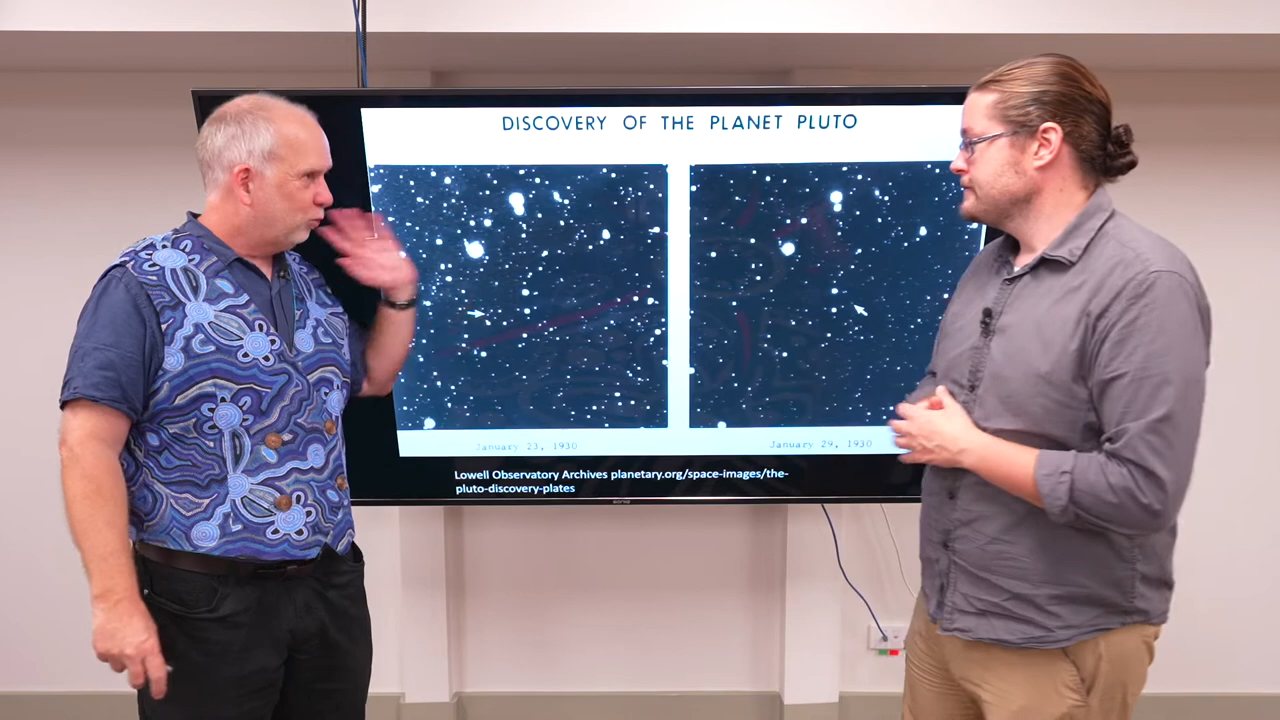 DISCOVERY OF THE PLANET PLUTO
January 23, 1930
January 29, 1930
Lowell Observatory Archives planetary.org/space-images/the-
pluto-discovery-plates